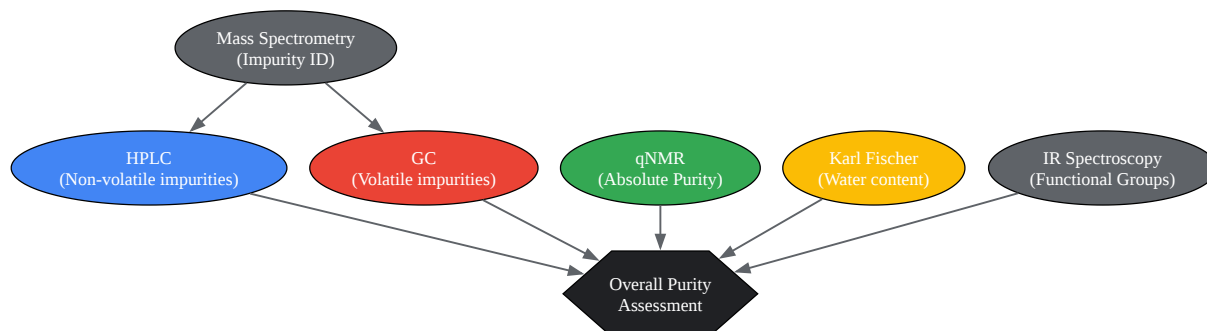 Mass Spectrometry
(Impurity ID)
HPLC
(Non-volatile impurities)
GC
(Volatile impurities)
qNMR
(Absolute Purity)
Karl Fischer
(Water content)
IR Spectroscopy
(Functional Groups)
Overall Purity
Assessment